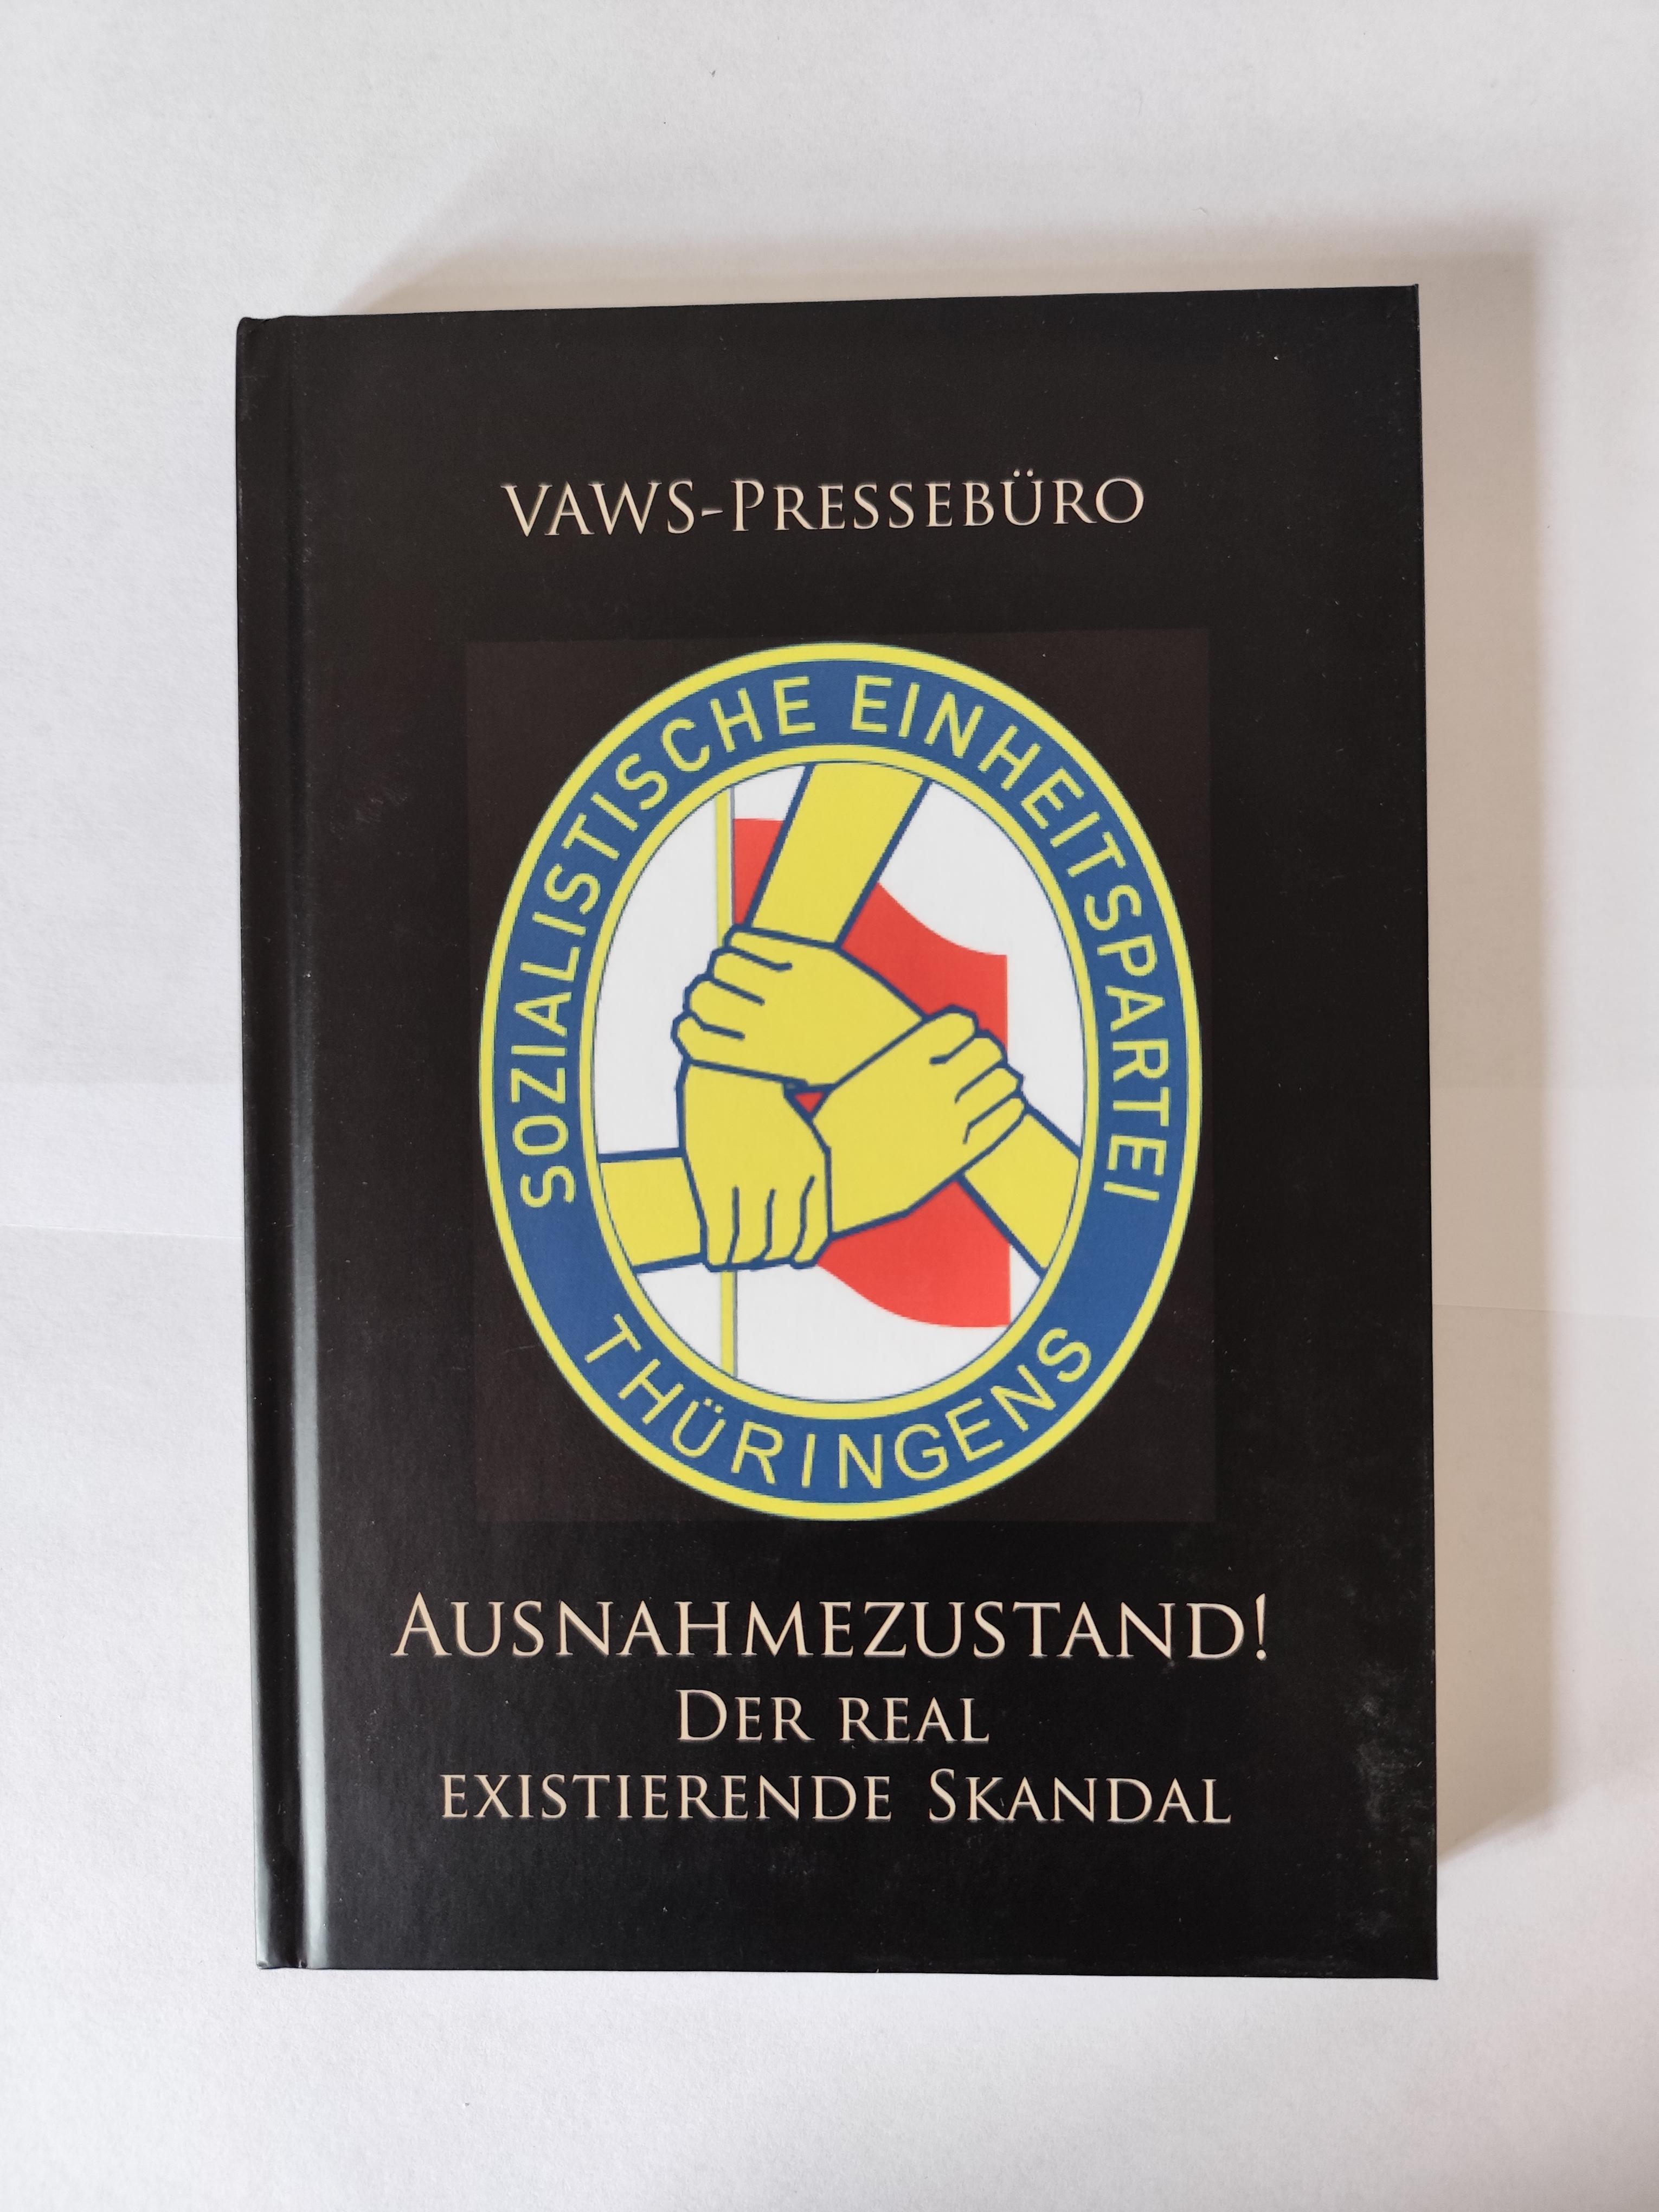 VAWS-PRESSEBÜRO
SOZIALISTISCHE EINHEITSPARTEI
THÜRINGENS
AUSNAHMEZUSTAND!
DER REAL
EXISTIERENDE SKANDAL